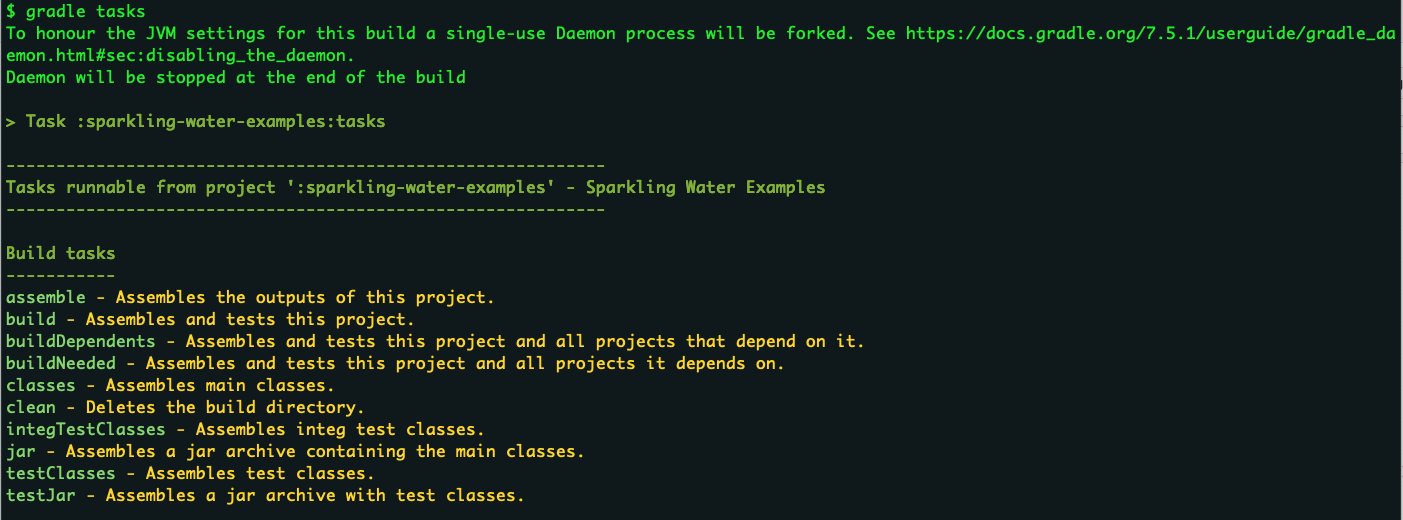 $ gradle tasks
To honour the JVM settings for this build a single-use Daemon process will be forked. See https://docs.gradle.org/7.5.1/userguide/gradle_da
emon.html#sec:disabling_the_daemon.
Daemon will be stopped at the end of the build
> Task :sparkling-water-examples:tasks
------------------------------------------------------------
Tasks runnable from project ':sparkling-water-examples' - Sparkling Water Examples
------------------------------------------------------------
Build tasks
-----------
assemble - Assembles the outputs of this project.
build - Assembles and tests this project.
buildDependents - Assembles and tests this project and all projects that depend on it.
buildNeeded - Assembles and tests this project and all projects it depends on.
classes - Assembles main classes.
clean - Deletes the build directory.
integTestClasses - Assembles integ test classes.
jar - Assembles a jar archive containing the main classes.
testClasses - Assembles test classes.
testJar - Assembles a jar archive with test classes.